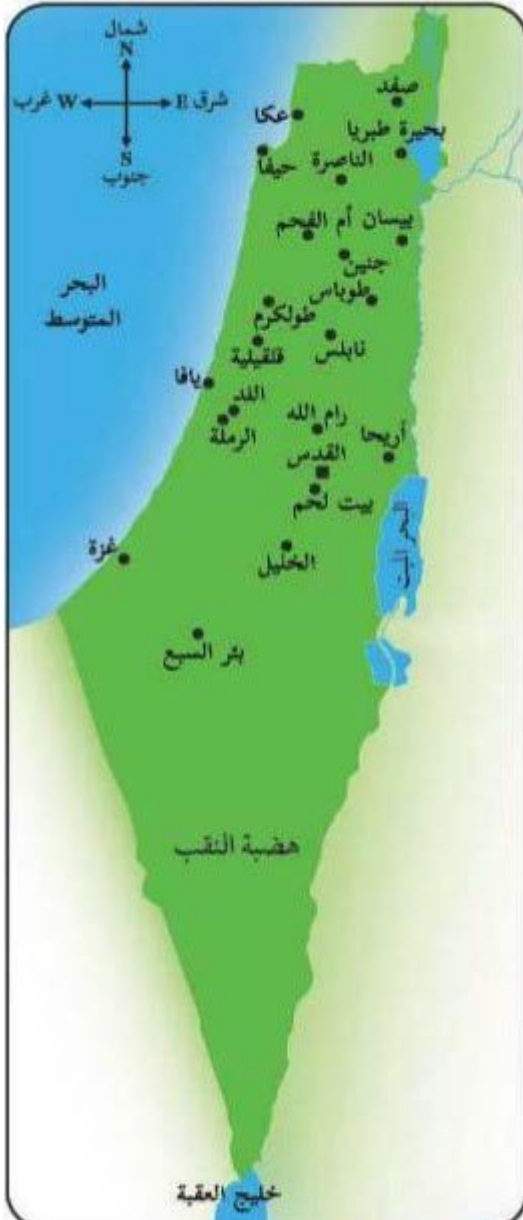 شمال
N
غرب W E شرق
S
جنوب
صفد
عكا
بحيرة طبريا
حيفا
الناصرة
بيسان
أم الفحم
جنين
طوباس
طولكرم
نابلس
قلقيلية
يافا
اللد
الرملة
رام الله
أريحا
القدس
بيت لحم
البحر
المتوسط
البحر الميت
غزة
الخليل
بئر السبع
هضبة النقب
خليج العقبة